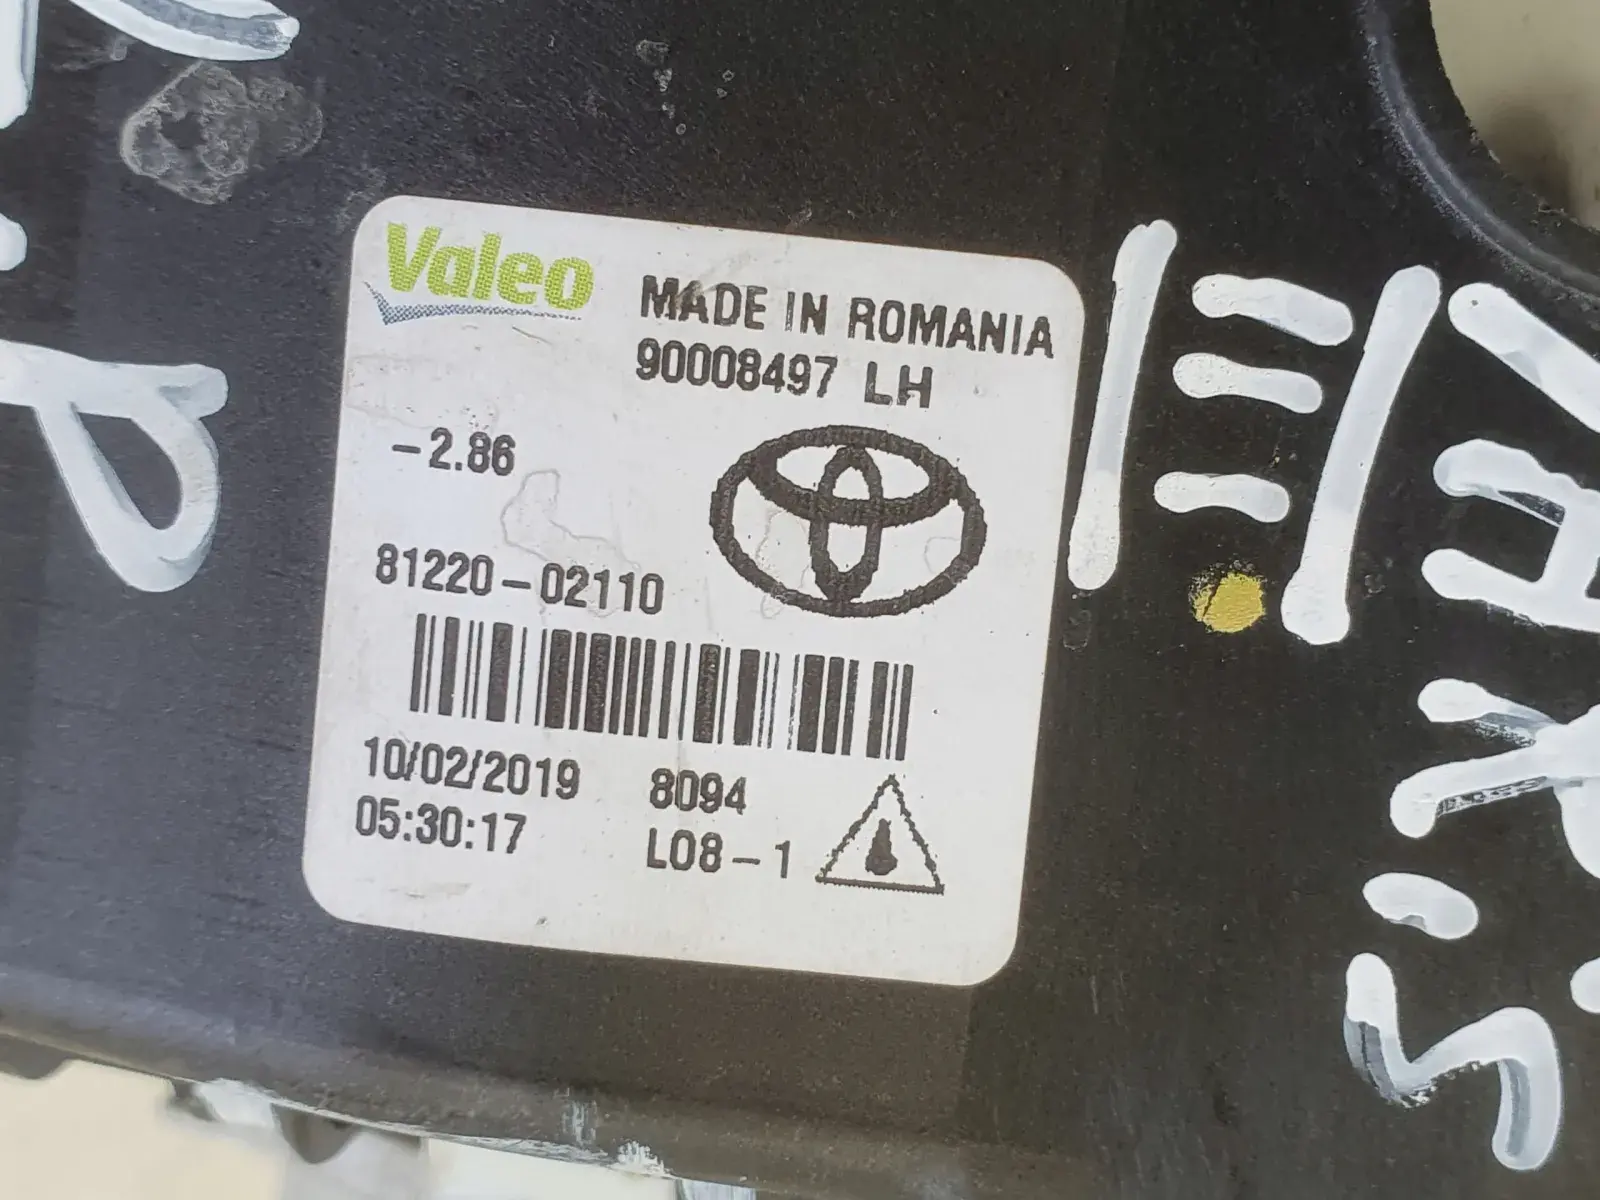 Valeo
MADE IN ROMANIA
90008497 LH
-2.86
81220-02110
10/02/2019 8094
05:30:17 L08-1